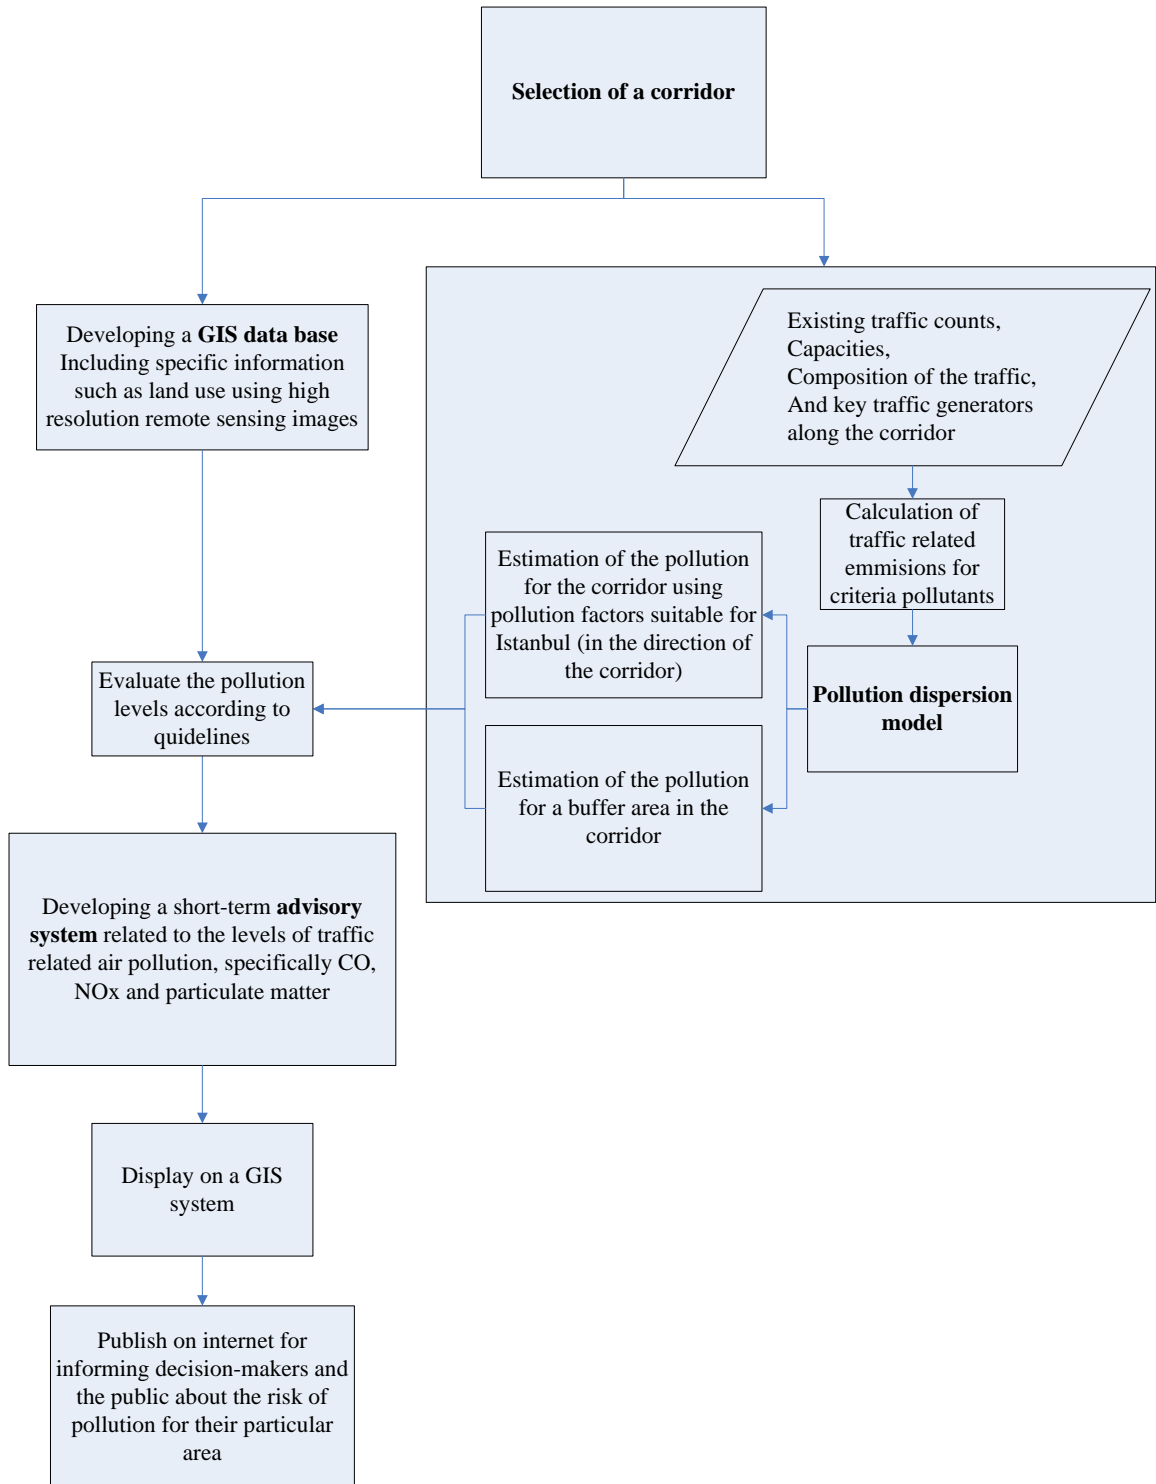 Selection of a corridor
Developing a GIS data base
Including specific information
such as land use using high
resolution remote sensing images
Existing traffic counts,
Capacities,
Composition of the traffic,
And key traffic generators
along the corridor
Calculation of
traffic related
emmisions for
criteria pollutants
Pollution dispersion
model
Estimation of the pollution
for the corridor using
pollution factors suitable for
Istanbul (in the direction of
the corridor)
Estimation of the pollution
for a buffer area in the
corridor
Evaluate the pollution
levels according to
quidelines
Developing a short-term advisory
system related to the levels of traffic
related air pollution, specifically CO,
NOx and particulate matter
Display on a GIS
system
Publish on internet for
informing decision-makers and
the public about the risk of
pollution for their particular
area